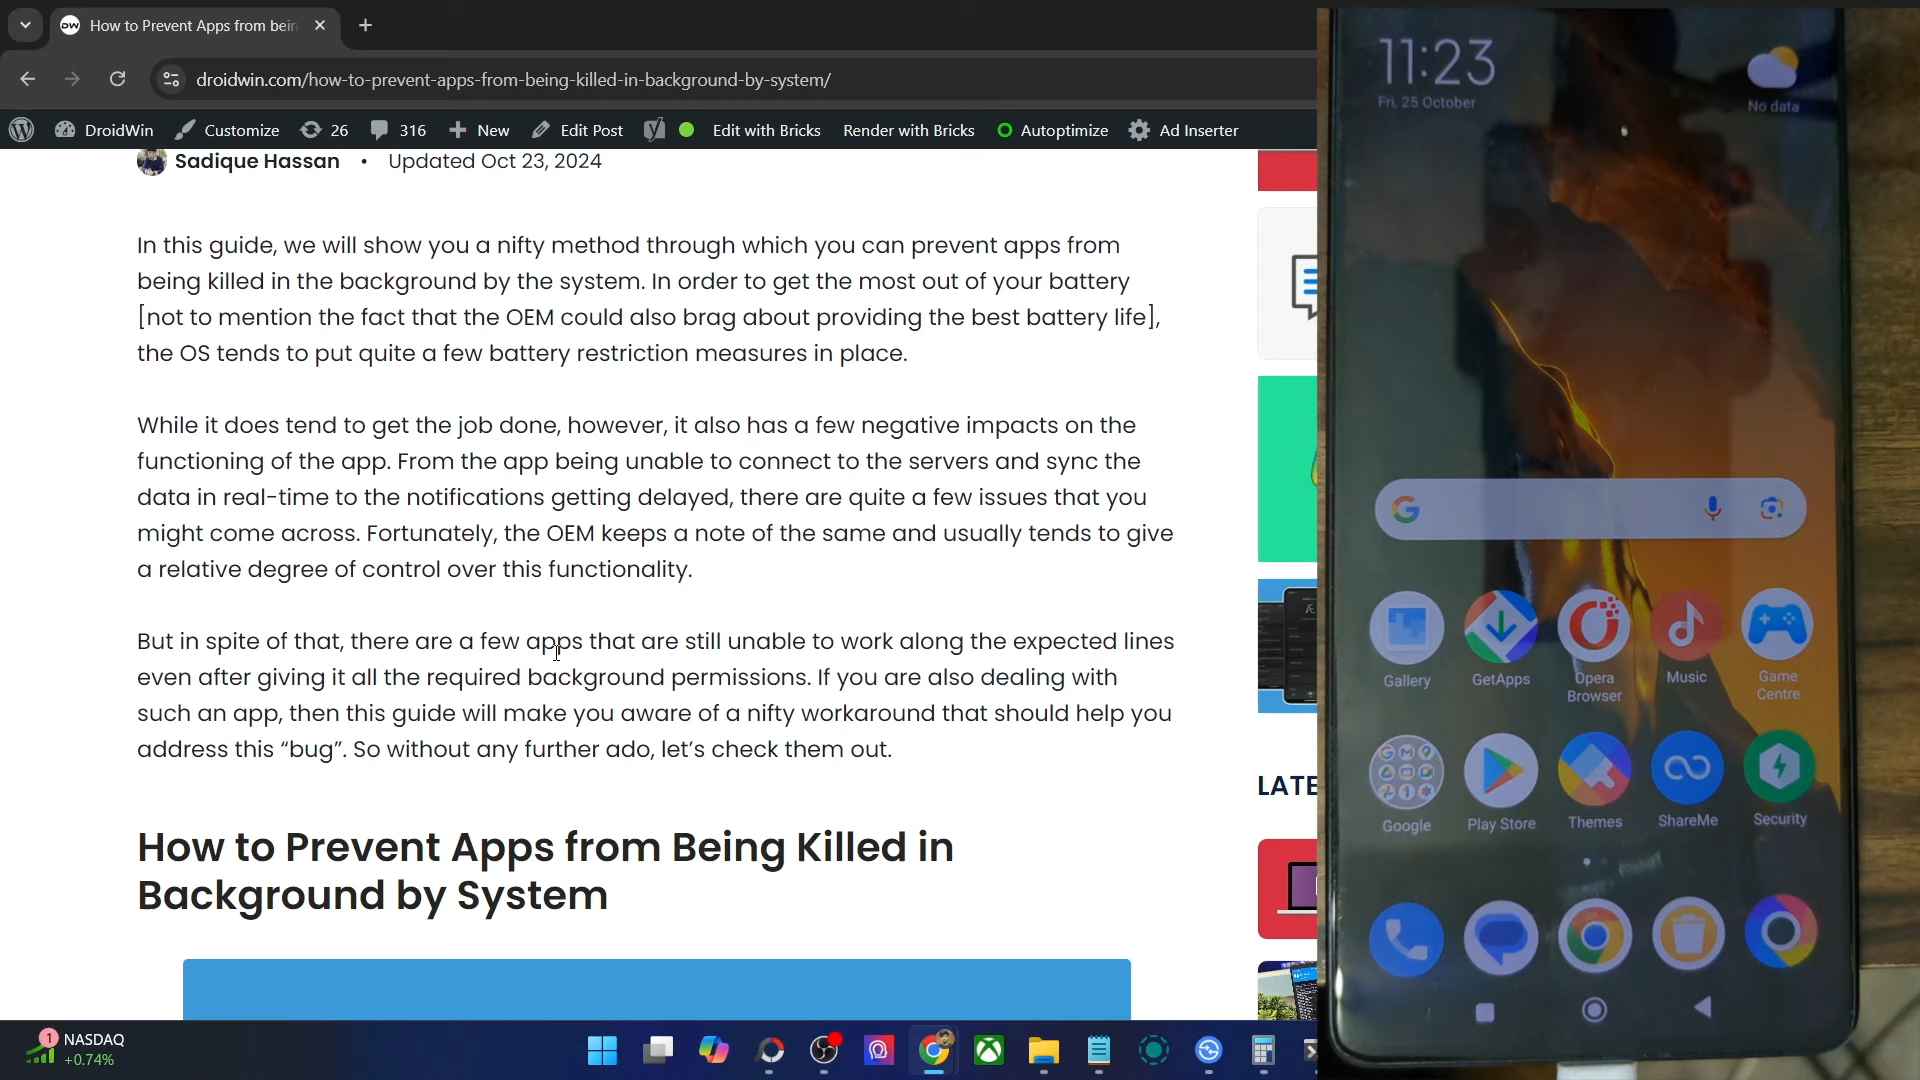 How to Prevent Apps from bein
droidwin.com/how-to-prevent-apps-from-being-killed-in-background-by-system/
DroidWin Customize 26 316 New Edit Post Edit with Bricks Render with Bricks Autoptimize Ad Inserter
Sadique Hassan • Updated Oct 23, 2024
In this guide, we will show you a nifty method through which you can prevent apps from
being killed in the background by the system. In order to get the most out of your battery
[not to mention the fact that the OEM could also brag about providing the best battery life],
the OS tends to put quite a few battery restriction measures in place.
While it does tend to get the job done, however, it also has a few negative impacts on the
functioning of the app. From the app being unable to connect to the servers and sync the
data in real-time to the notifications getting delayed, there are quite a few issues that you
might come across. Fortunately, the OEM keeps a note of the same and usually tends to give
a relative degree of control over this functionality.
But in spite of that, there are a few apps that are still unable to work along the expected lines
even after giving it all the required background permissions. If you are also dealing with
such an app, then this guide will make you aware of a nifty workaround that should help you
address this “bug”. So without any further ado, let’s check them out.
How to Prevent Apps from Being Killed in
Background by System
LATE
1
NASDAQ
+0.74%
11:23
Fri, 25 October
No data
Gallery
GetApps
Opera
Browser
Music
Game
Centre
Google
Play Store
Themes
ShareMe
Security